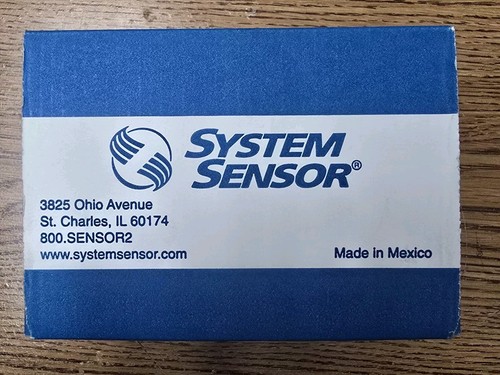 SYSTEM
SENSOR®
3825 Ohio Avenue
St. Charles, IL 60174
800.SENSOR2
www.systemsensor.com
Made in Mexico